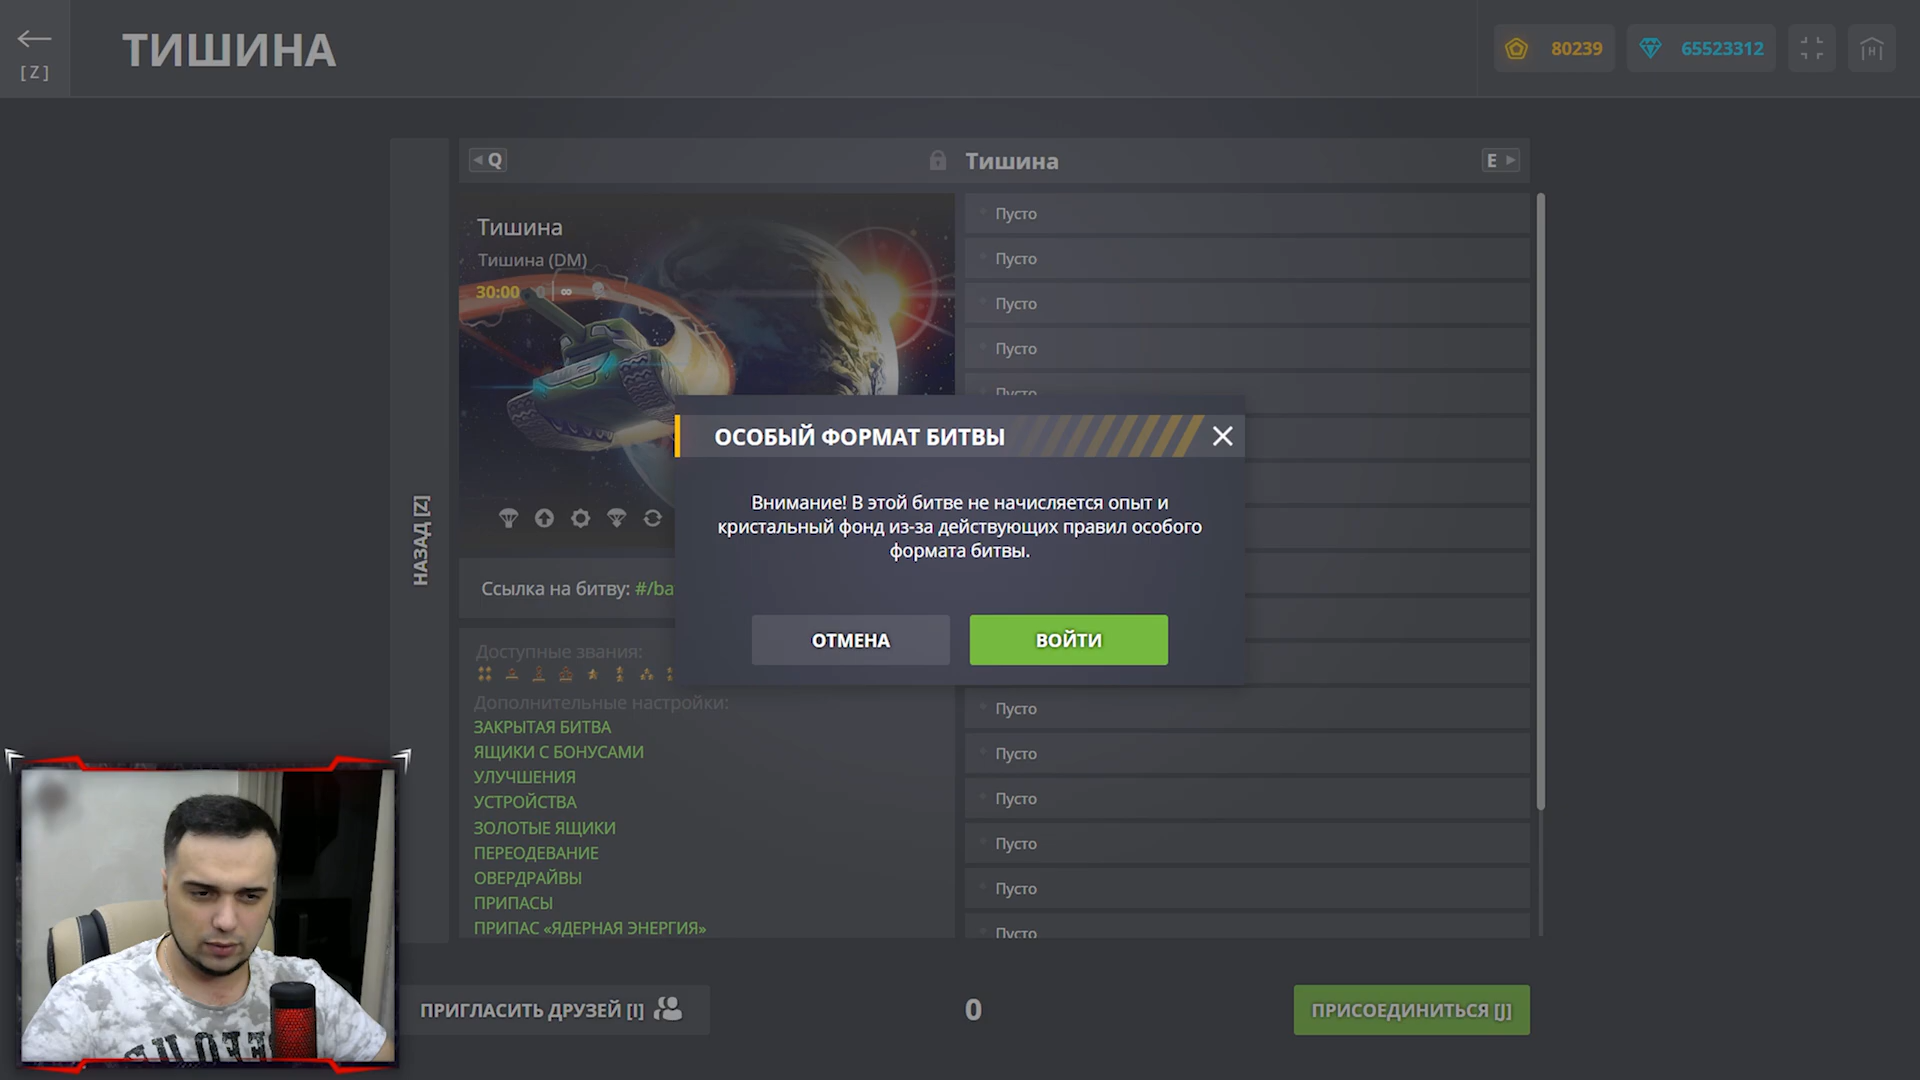 [Z]
ТИШИНА
80239
65523312
Q
Тишина
E
Тишина
Тишина (DM)
30:00
0
∞
НАЗАД [Z]
Ссылка на битву: #/ba
Доступные звания:
Дополнительные настройки:
ЗАКРЫТАЯ БИТВА
ЯЩИКИ С БОНУСАМИ
УЛУЧШЕНИЯ
УСТРОЙСТВА
ЗОЛОТЫЕ ЯЩИКИ
ПЕРЕОДЕВАНИЕ
ОВЕРДРАЙВЫ
ПРИПАСЫ
ПРИПАС «ЯДЕРНАЯ ЭНЕРГИЯ»
Пусто
Пусто
Пусто
Пусто
Пусто
ОСОБЫЙ ФОРМАТ БИТВЫ
Внимание! В этой битве не начисляется опыт и
кристальный фонд из-за действующих правил особого
формата битвы.
ОТМЕНА
ВОЙТИ
Пусто
Пусто
Пусто
Пусто
Пусто
Пусто
ПРИГЛАСИТЬ ДРУЗЕЙ [I]
0
ПРИСОЕДИНИТЬСЯ [J]